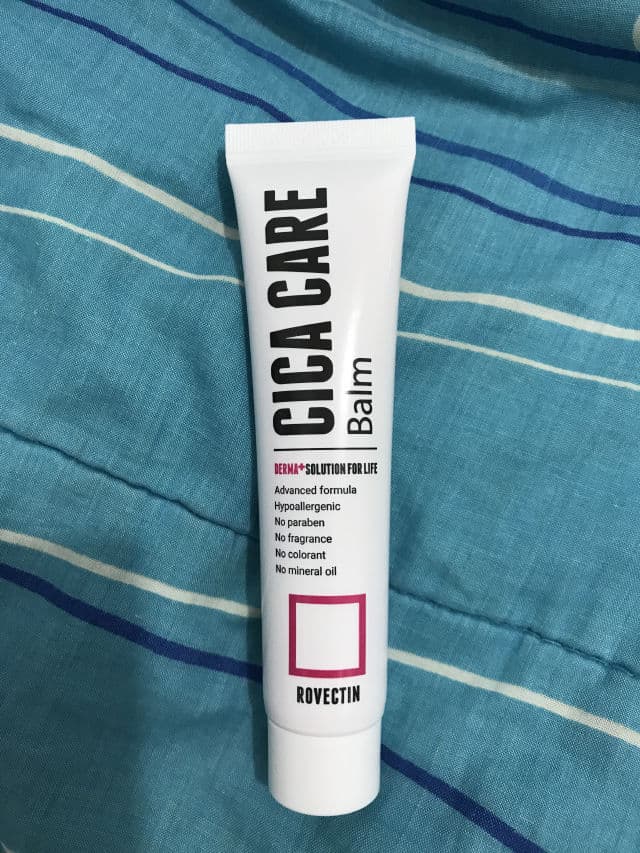 CICA CARE
Balm
DERMA+SOLUTION FOR LIFE
Advanced formula
Hypoallergenic
No paraben
No fragrance
No colorant
No mineral oil
ROVECTIN